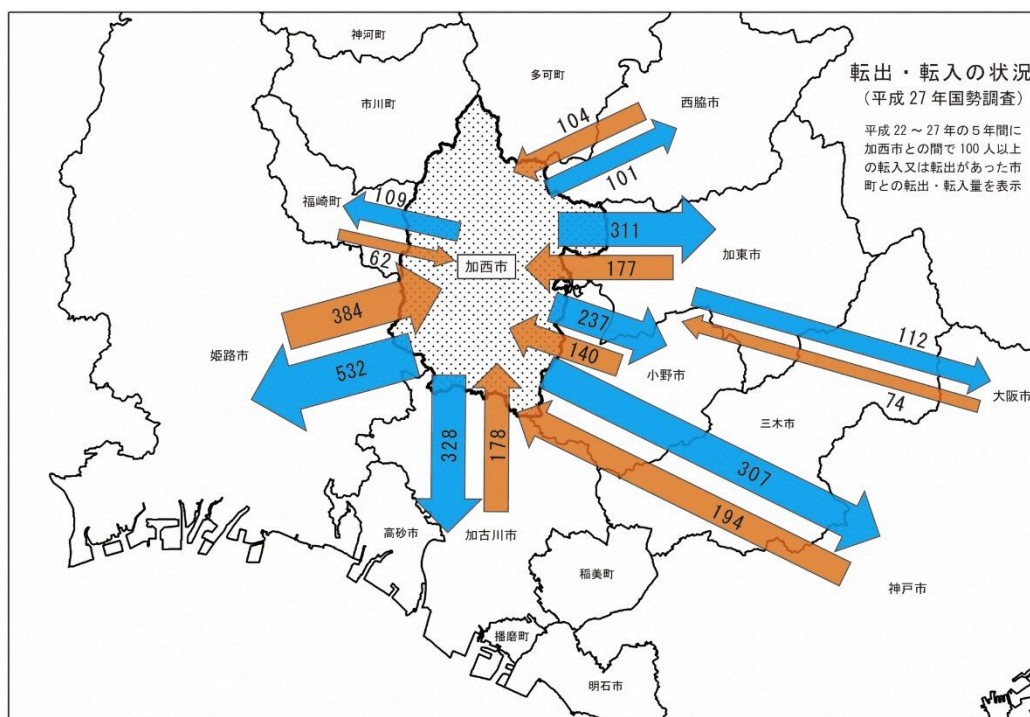 神河町
多可町
転出・転入の状況
（平成27年国勢調査）
平成22～27年の5年間に
加西市との間で100人以上
の転入又は転出があった市
町との転出・転入量を表示
市川町
西脇市
104
101
福崎町
109
62
311
加東市
加西市
177
384
237
140
112
74
姫路市
532
小野市
大阪市
三木市
328
178
307
194
高砂市
加古川市
稲美町
神戸市
播磨町
明石市